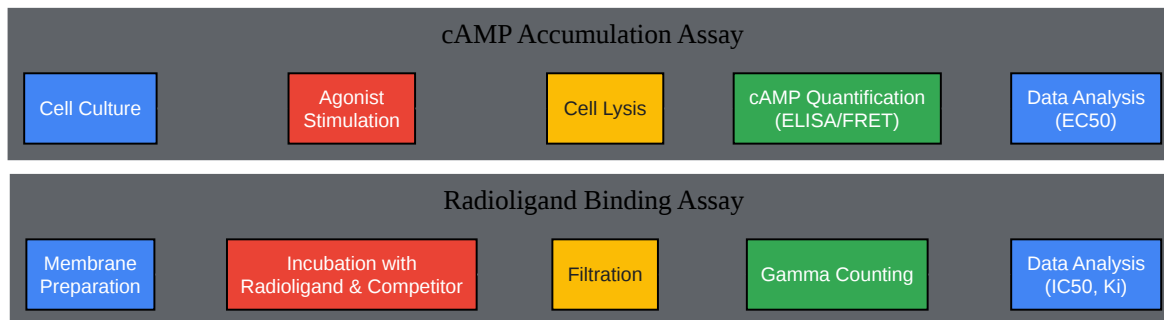 cAMP Accumulation Assay
Cell Culture
Agonist
Stimulation
Cell Lysis
cAMP Quantification
(ELISA/FRET)
Data Analysis
(EC50)
Radioligand Binding Assay
Membrane
Preparation
Incubation with
Radioligand & Competitor
Filtration
Gamma Counting
Data Analysis
(IC50, Ki)